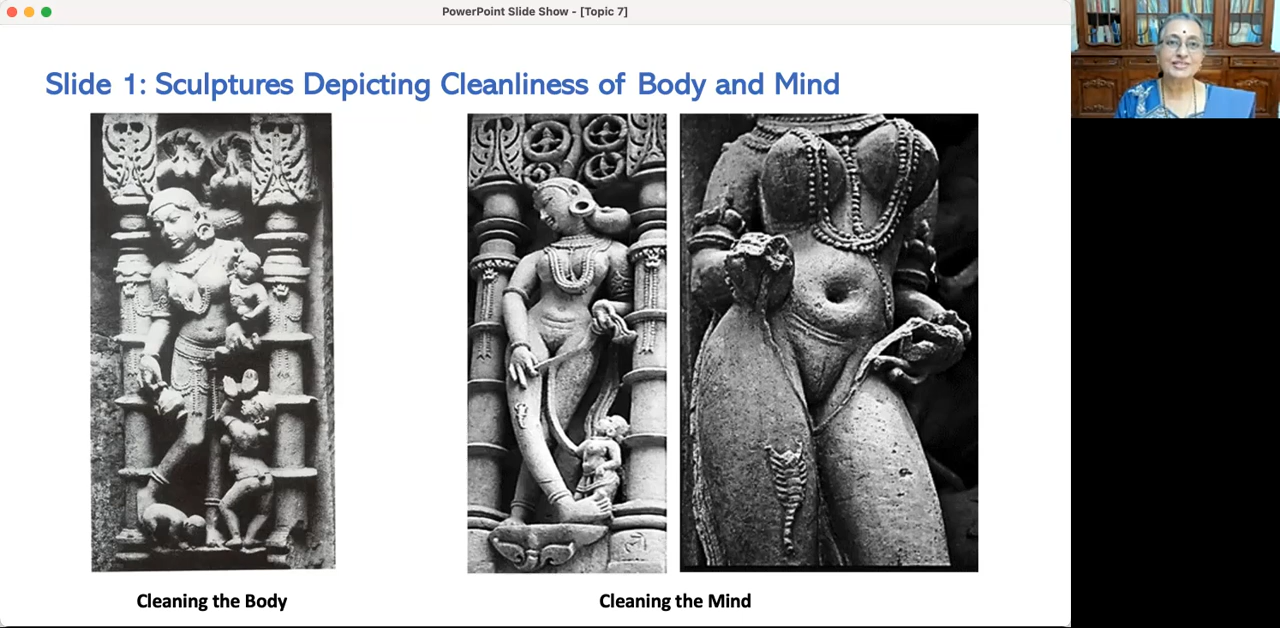 PowerPoint Slide Show - [Topic 7]
Slide 1: Sculptures Depicting Cleanliness of Body and Mind
Cleaning the Body
Cleaning the Mind